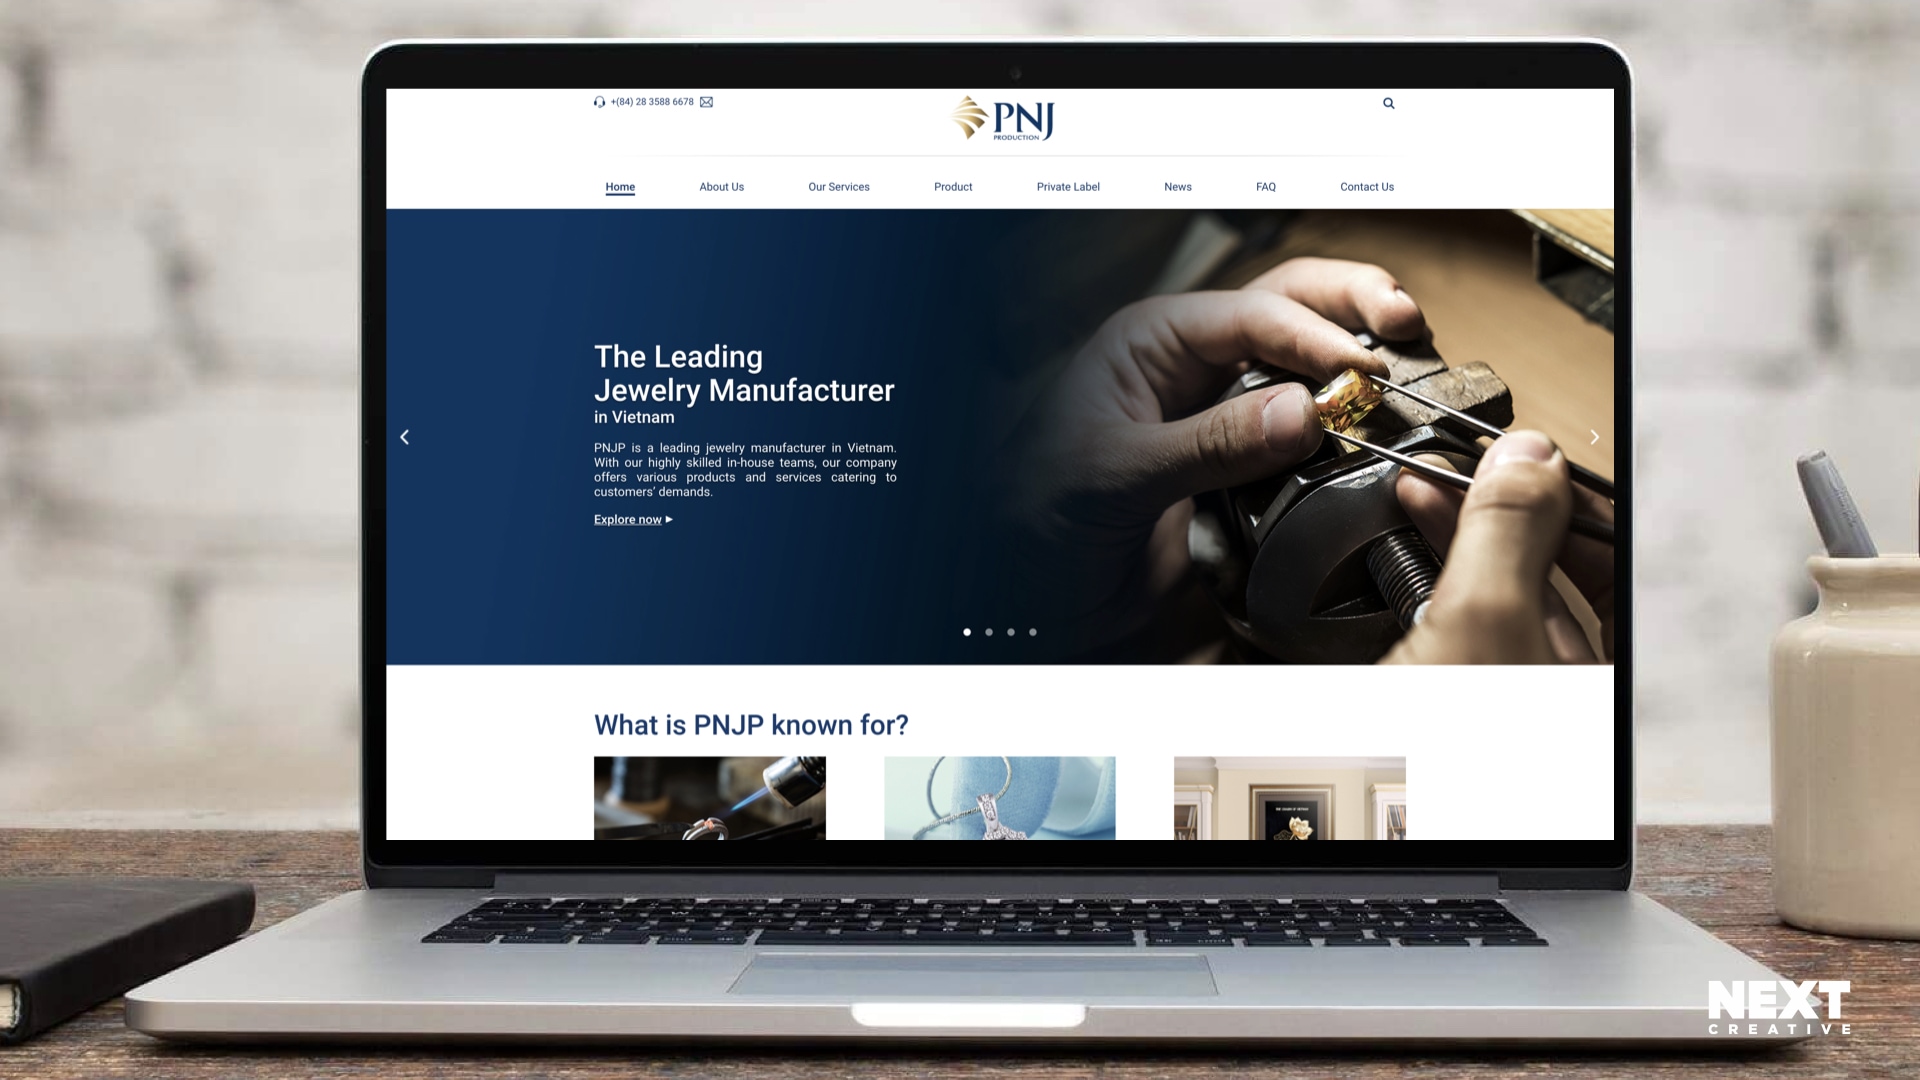 +(84) 28 3588 6678
PNJ
PRODUCTION
Home About Us Our Services Product Private Label News FAQ Contact Us
The Leading
Jewelry Manufacturer
in Vietnam
PNJP is a leading jewelry manufacturer in Vietnam.
With our highly skilled in-house teams, our company
offers various products and services catering to
customers’ demands.
Explore now
What is PNJP known for?
NEXT
CREATIVE